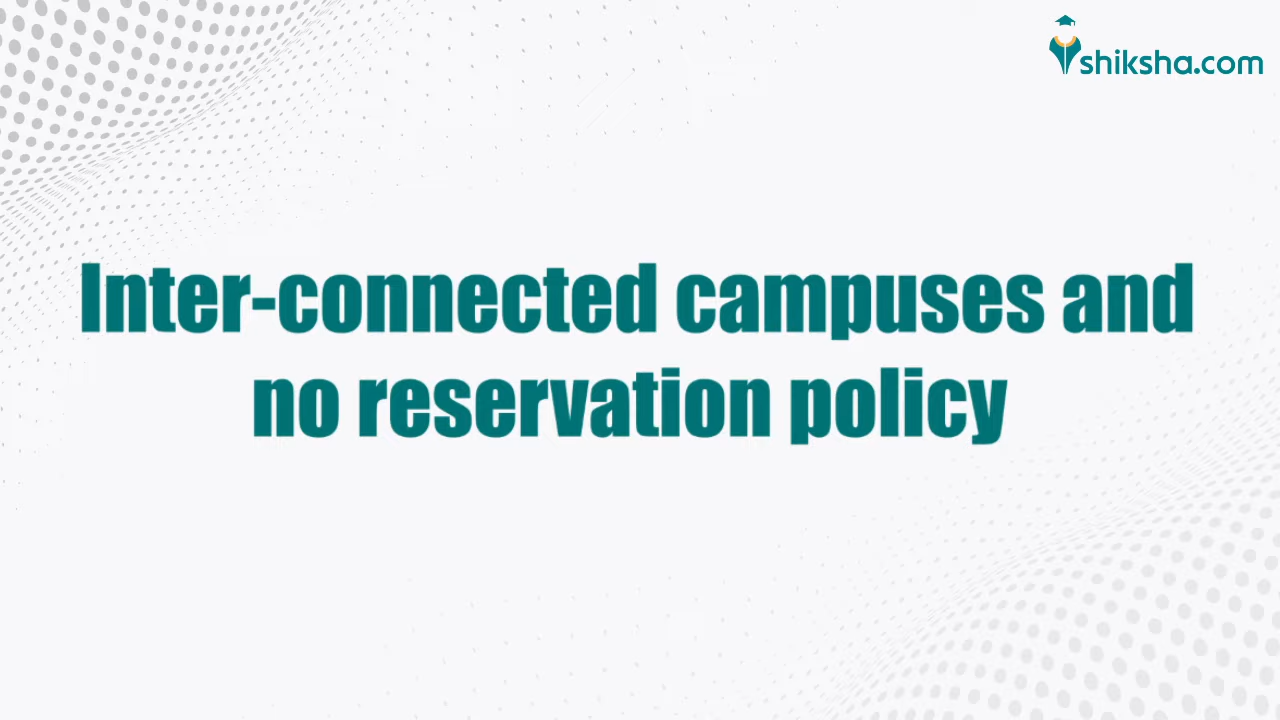 shiksha.com
Inter-connected campuses and
no reservation policy